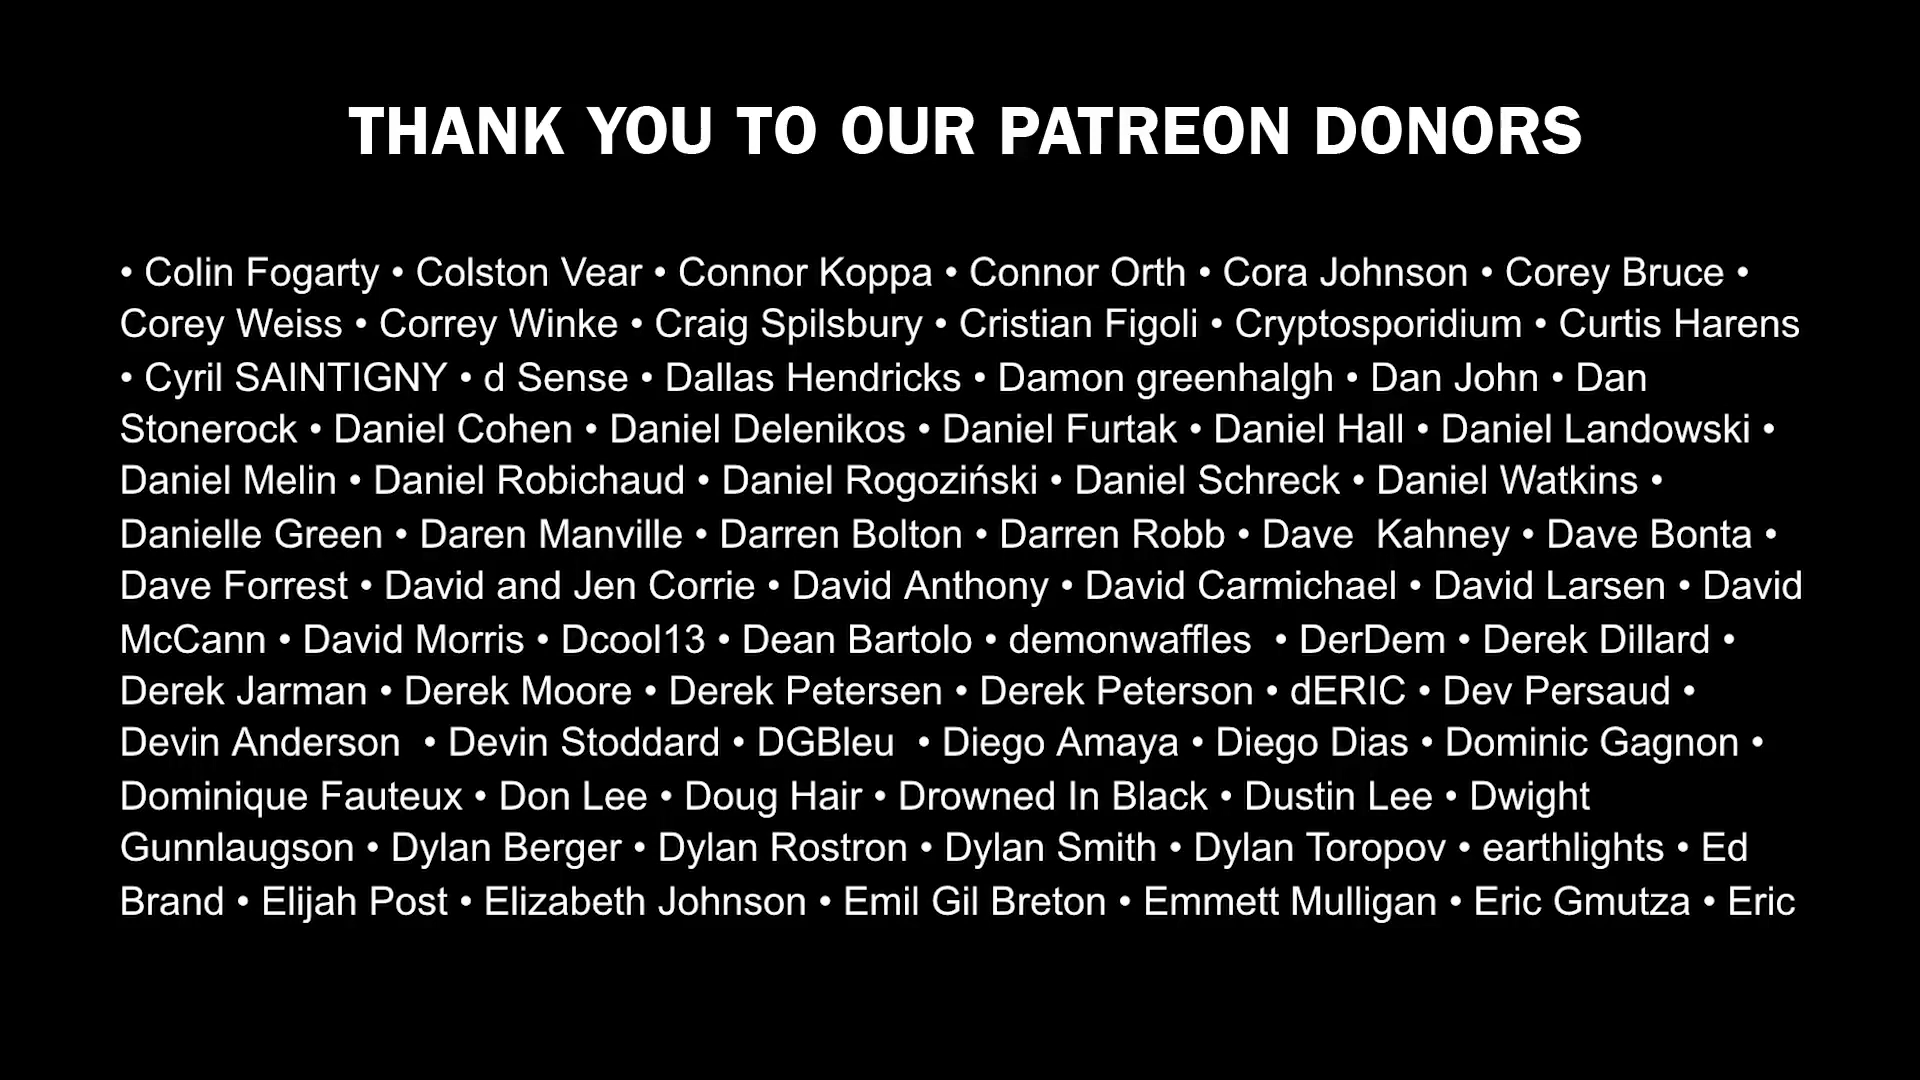 THANK YOU TO OUR PATREON DONORS
• Colin Fogarty • Colston Vear • Connor Koppa • Connor Orth • Cora Johnson • Corey Bruce •
Corey Weiss • Correy Winke • Craig Spilsbury • Cristian Figoli • Cryptosporidium • Curtis Harens
• Cyril SAINTIGNY • d Sense • Dallas Hendricks • Damon greenhalgh • Dan John • Dan
Stonerock • Daniel Cohen • Daniel Delenikos • Daniel Furtak • Daniel Hall • Daniel Landowski •
Daniel Melin • Daniel Robichaud • Daniel Rogoziński • Daniel Schreck • Daniel Watkins •
Danielle Green • Daren Manville • Darren Bolton • Darren Robb • Dave  Kahney • Dave Bonta •
Dave Forrest • David and Jen Corrie • David Anthony • David Carmichael • David Larsen • David
McCann • David Morris • Dcool13 • Dean Bartolo • demonwaffles  • DerDem • Derek Dillard •
Derek Jarman • Derek Moore • Derek Petersen • Derek Peterson • dERIC • Dev Persaud •
Devin Anderson  • Devin Stoddard • DGBleu  • Diego Amaya • Diego Dias • Dominic Gagnon •
Dominique Fauteux • Don Lee • Doug Hair • Drowned In Black • Dustin Lee • Dwight
Gunnlaugson • Dylan Berger • Dylan Rostron • Dylan Smith • Dylan Toropov • earthlights • Ed
Brand • Elijah Post • Elizabeth Johnson • Emil Gil Breton • Emmett Mulligan • Eric Gmutza • Eric